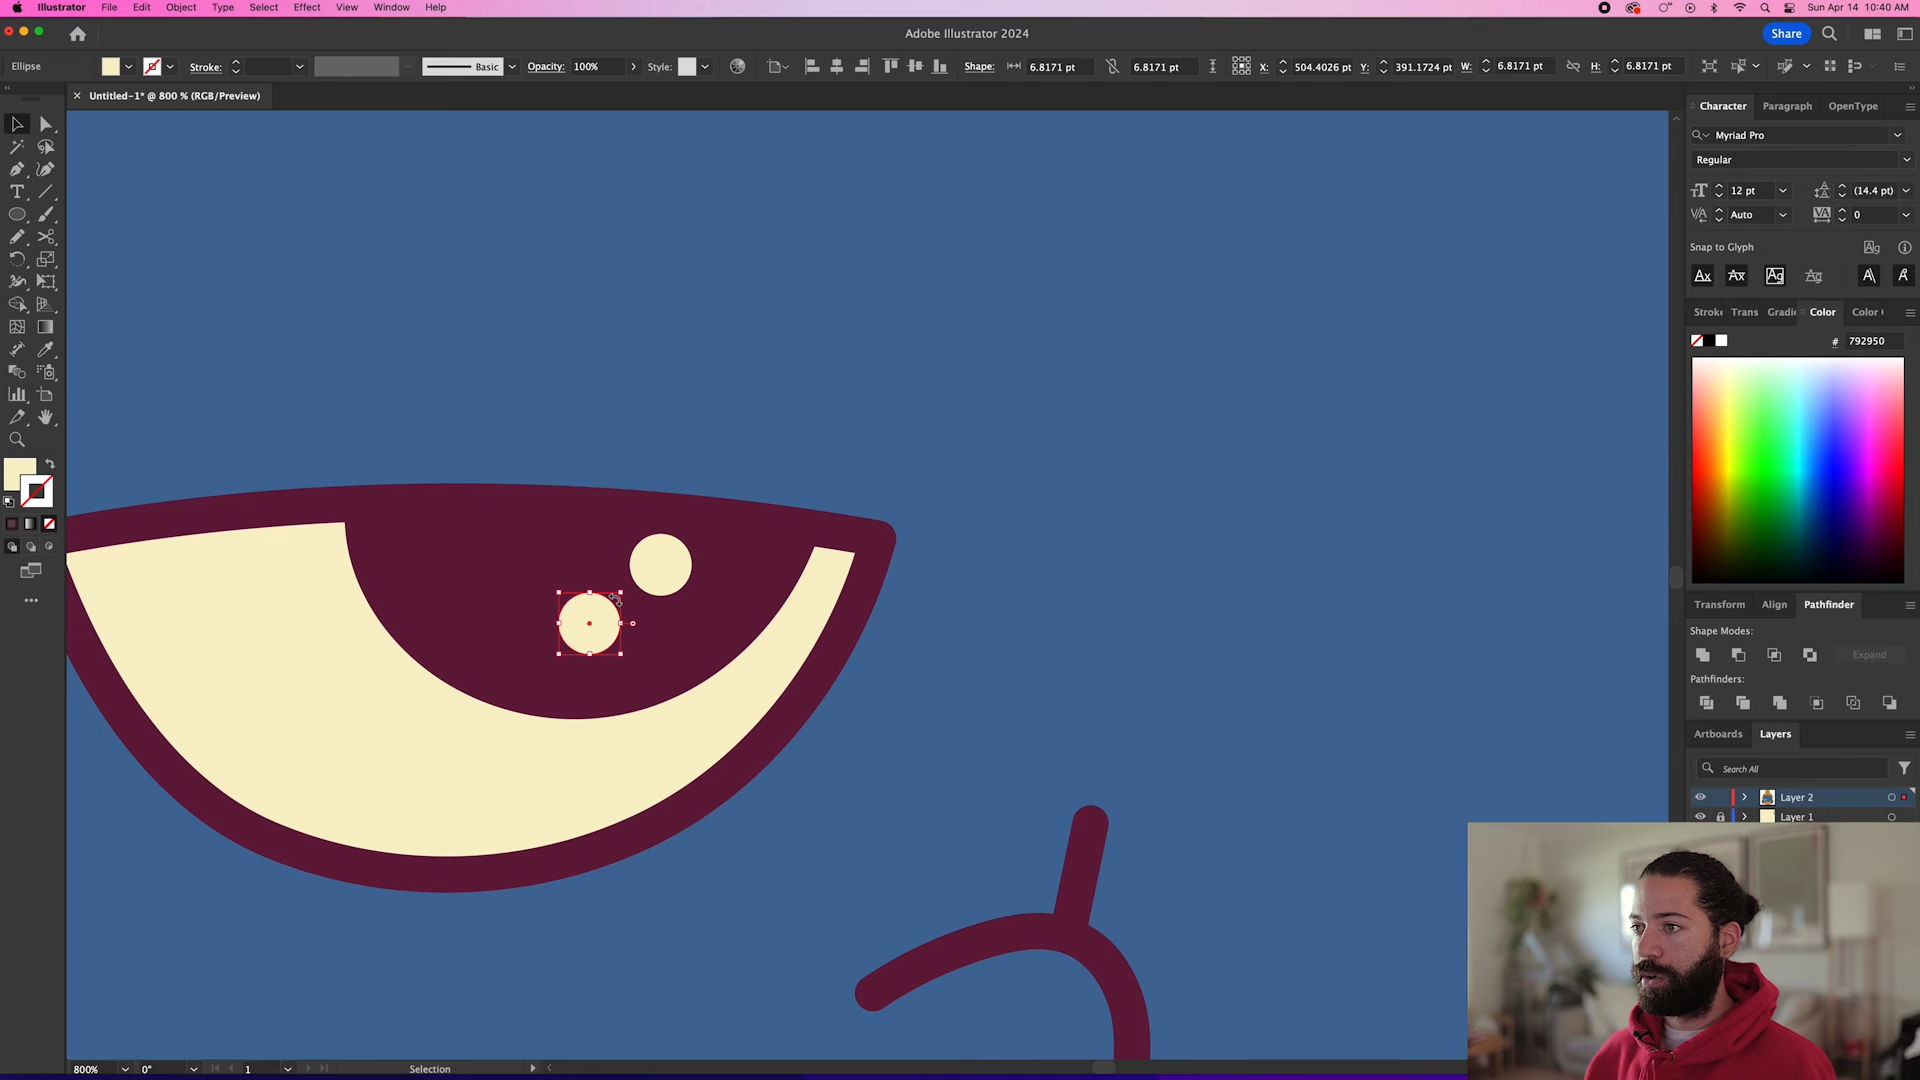 Illustrator File Edit Object Type Select Effect View Window Help Sun Apr 14 10:40 AM
Adobe Illustrator 2024 Share
Ellipse Stroke: Basic Opacity: 100% Style: Shape: 6.8171 pt 6.8171 pt X: 504.4026 pt Y: 391.1724 pt W: 6.8171 pt H: 6.8171 pt
× Untitled-1* @ 800 % (RGB/Preview)
Character Paragraph OpenType
Myriad Pro
Regular
12 pt (14.4 pt)
Auto 0
Snap to Glyph
Stroke Trans Gradie Color Color
# 792950
Transform Align Pathfinder
Shape Modes:
Expand
Pathfinders:
Artboards Layers
Search All
Layer 2
Layer 1
800% 0° 1 Selection